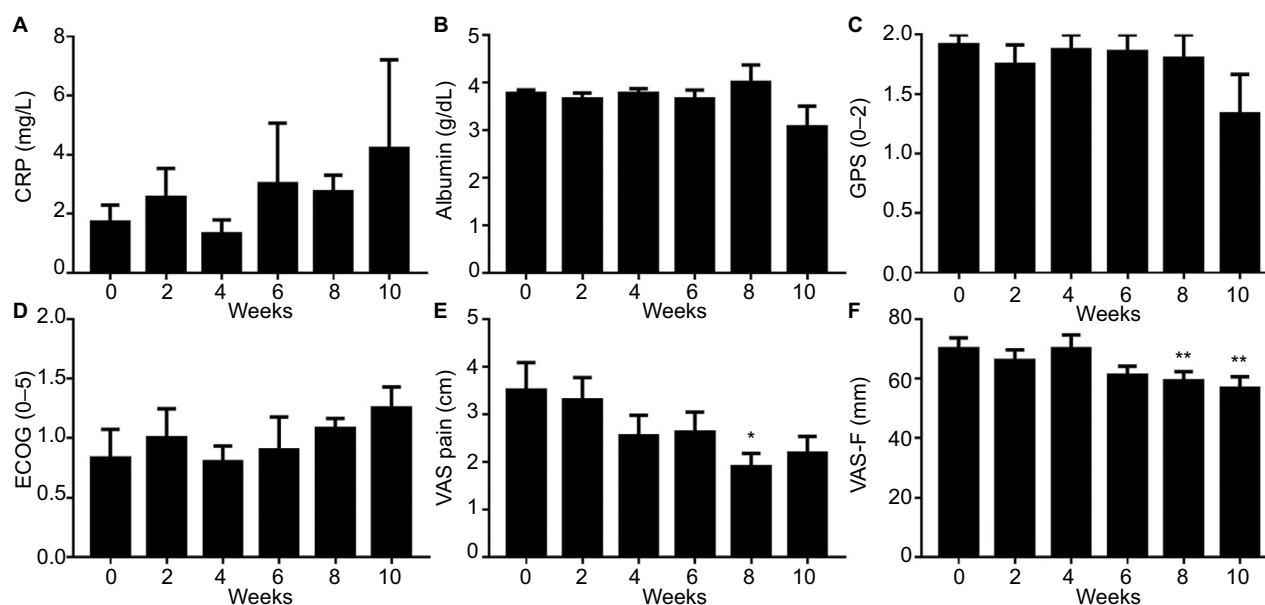 A
CRP (mg/L)
8
6
4
2
0
0 2 4 6 8 10
Weeks
B
Albumin (g/dL)
5
4
3
2
1
0
0 2 4 6 8 10
C
GPS (0–2)
2.0
1.5
1.0
0.5
0.0
0 2 4 6 8 10
D
ECOG (0–5)
2.0
1.5
1.0
0.5
0.0
0 2 4 6 8 10
Weeks
E
VAS pain (cm)
5
4
3
2
1
0
*
0 2 4 6 8 10
Weeks
F
VAS-F (mm)
80
60
40
20
0
** **
0 2 4 6 8 10
Weeks